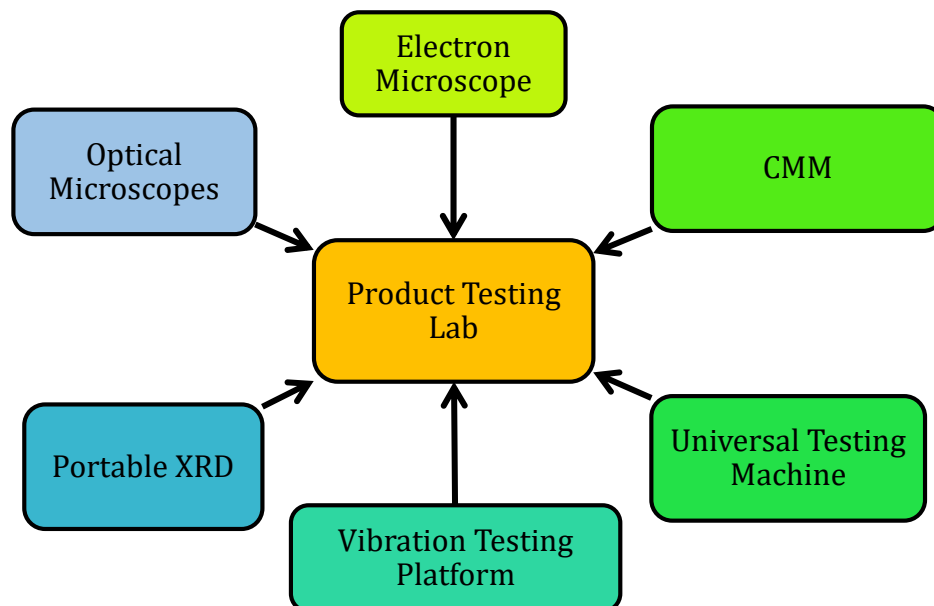 Electron
Microscope
Optical
Microscopes
CMM
Product Testing
Lab
Portable XRD
Universal Testing
Machine
Vibration Testing
Platform